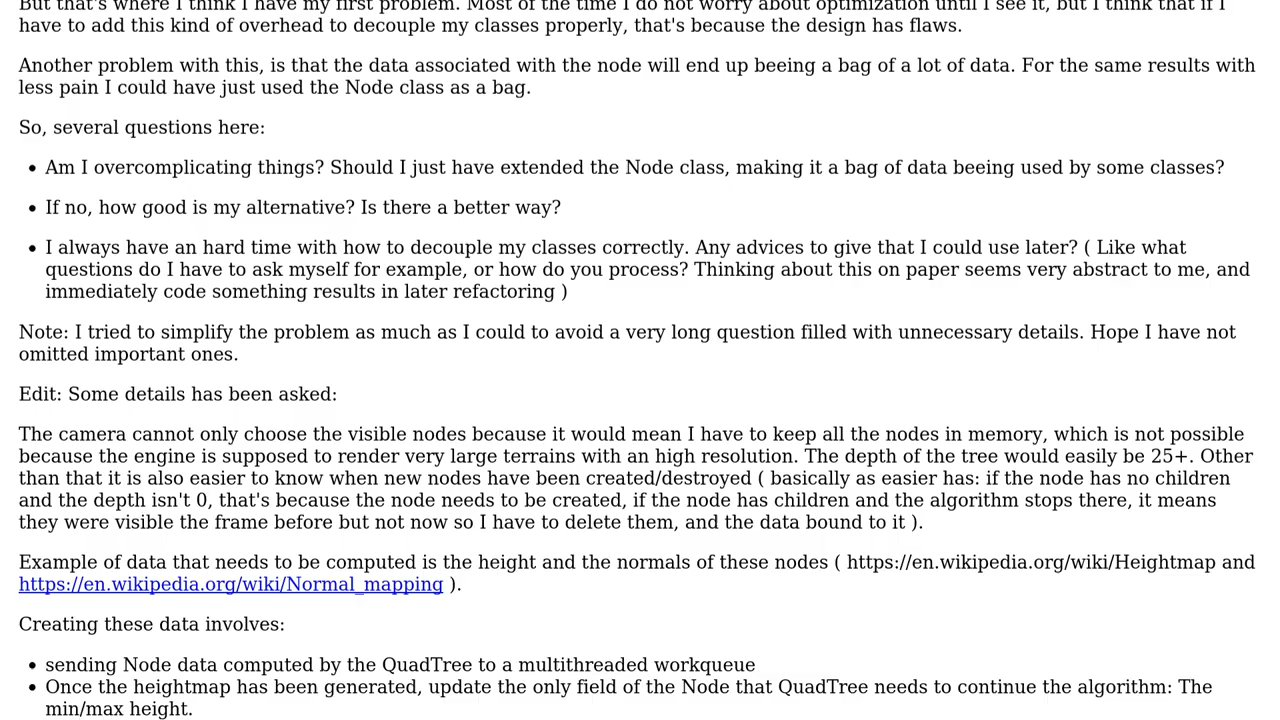 But that's where I think I have my first problem. Most of the time I do not worry about optimization until I see it, but I think that if I
have to add this kind of overhead to decouple my classes properly, that's because the design has flaws.
Another problem with this, is that the data associated with the node will end up beeing a bag of a lot of data. For the same results with
less pain I could have just used the Node class as a bag.
So, several questions here:
• Am I overcomplicating things? Should I just have extended the Node class, making it a bag of data beeing used by some classes?
• If no, how good is my alternative? Is there a better way?
• I always have an hard time with how to decouple my classes correctly. Any advices to give that I could use later? ( Like what
questions do I have to ask myself for example, or how do you process? Thinking about this on paper seems very abstract to me, and
immediately code something results in later refactoring )
Note: I tried to simplify the problem as much as I could to avoid a very long question filled with unnecessary details. Hope I have not
omitted important ones.
Edit: Some details has been asked:
The camera cannot only choose the visible nodes because it would mean I have to keep all the nodes in memory, which is not possible
because the engine is supposed to render very large terrains with an high resolution. The depth of the tree would easily be 25+. Other
than that it is also easier to know when new nodes have been created/destroyed ( basically as easier has: if the node has no children
and the depth isn't 0, that's because the node needs to be created, if the node has children and the algorithm stops there, it means
they were visible the frame before but not now so I have to delete them, and the data bound to it ).
Example of data that needs to be computed is the height and the normals of these nodes ( https://en.wikipedia.org/wiki/Heightmap and
https://en.wikipedia.org/wiki/Normal_mapping ).
Creating these data involves:
• sending Node data computed by the QuadTree to a multithreaded workqueue
• Once the heightmap has been generated, update the only field of the Node that QuadTree needs to continue the algorithm: The
min/max height.